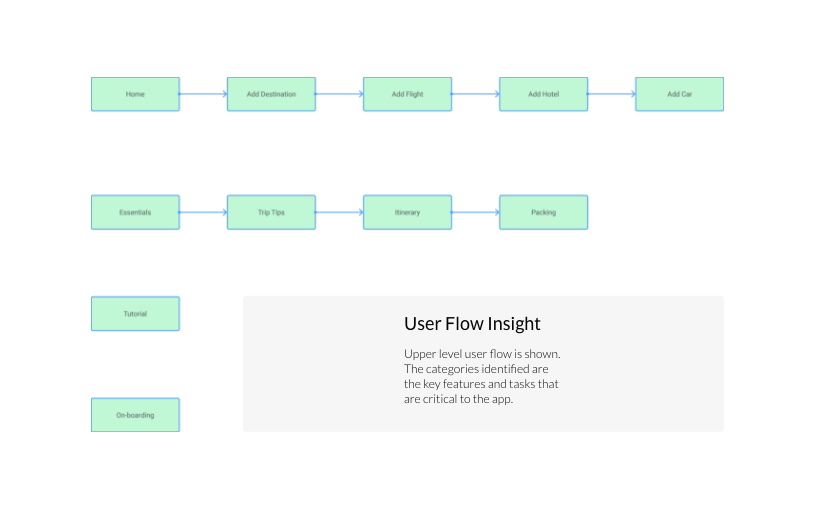 Home
Add Destination
Add Flight
Add Hotel
Add Car
Essentials
Trip Tips
Itinerary
Packing
Tutorial
On-boarding
User Flow Insight
Upper level user flow is shown.
The categories identified are
the key features and tasks that
are critical to the app.